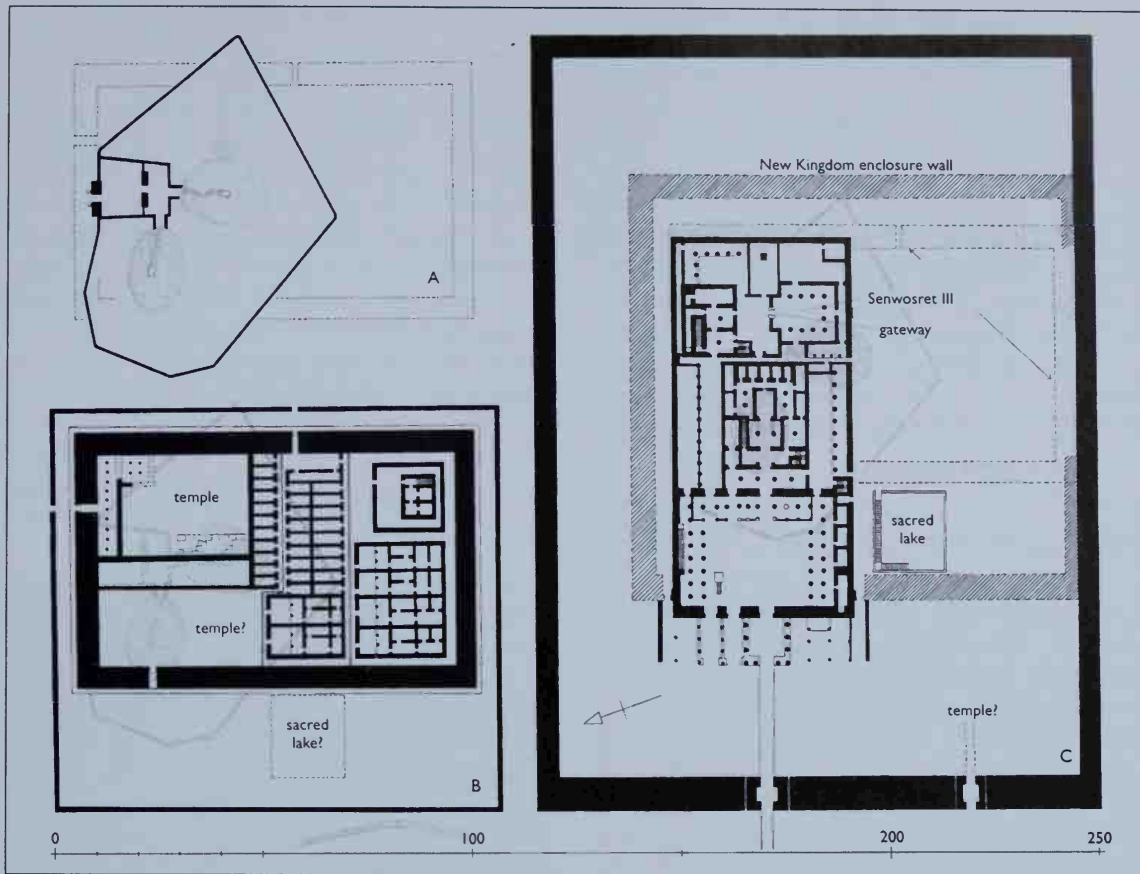 A
New Kingdom enclosure wall
Senwosret III
gateway
temple
temple?
sacred
lake?
B
sacred
lake
temple?
C
0 100 200 250